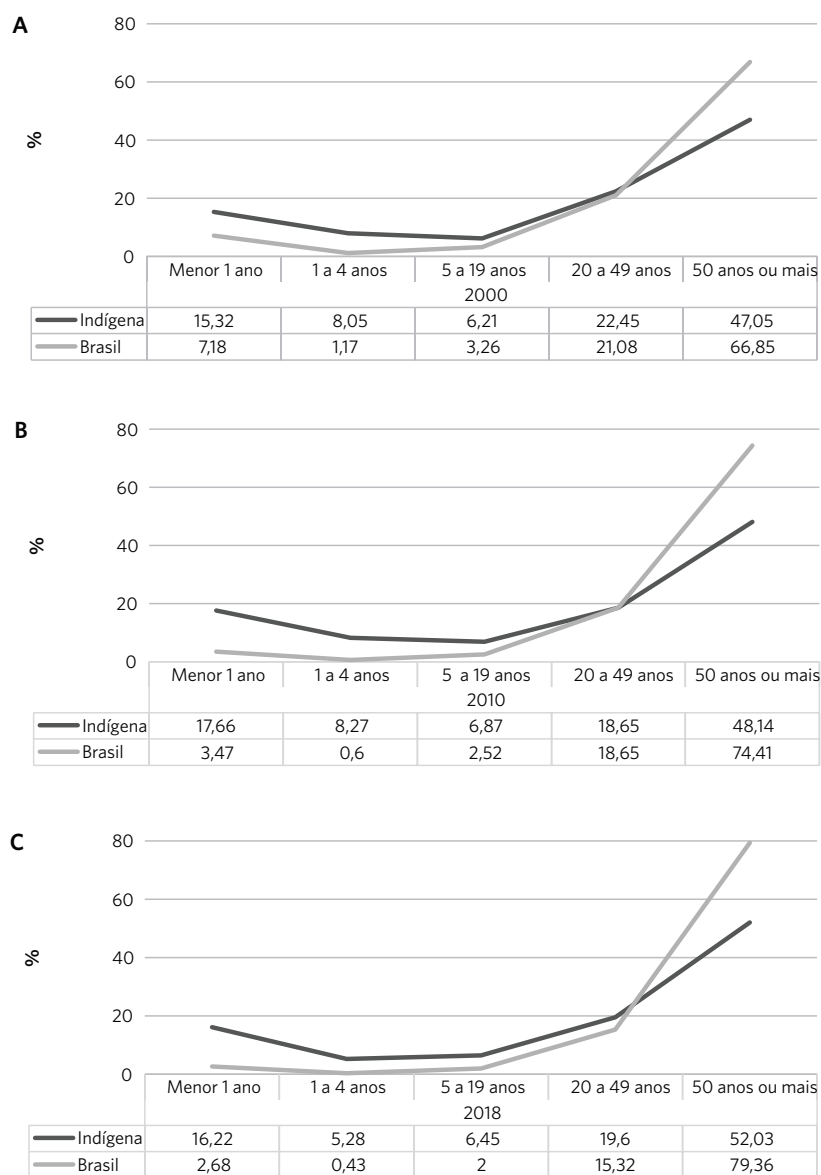 A
80
60
40
20
0
%
Menor 1 ano 1 a 4 anos 5 a 19 anos 20 a 49 anos 50 anos ou mais
2000
Indígena 15,32 8,05 6,21 22,45 47,05
Brasil 7,18 1,17 3,26 21,08 66,85
B
80
60
40
20
0
%
Menor 1 ano 1 a 4 anos 5 a 19 anos 20 a 49 anos 50 anos ou mais
2010
Indígena 17,66 8,27 6,87 18,65 48,14
Brasil 3,47 0,6 2,52 18,65 74,41
C
80
60
40
20
0
%
Menor 1 ano 1 a 4 anos 5 a 19 anos 20 a 49 anos 50 anos ou mais
2018
Indígena 16,22 5,28 6,45 19,6 52,03
Brasil 2,68 0,43 2 15,32 79,36